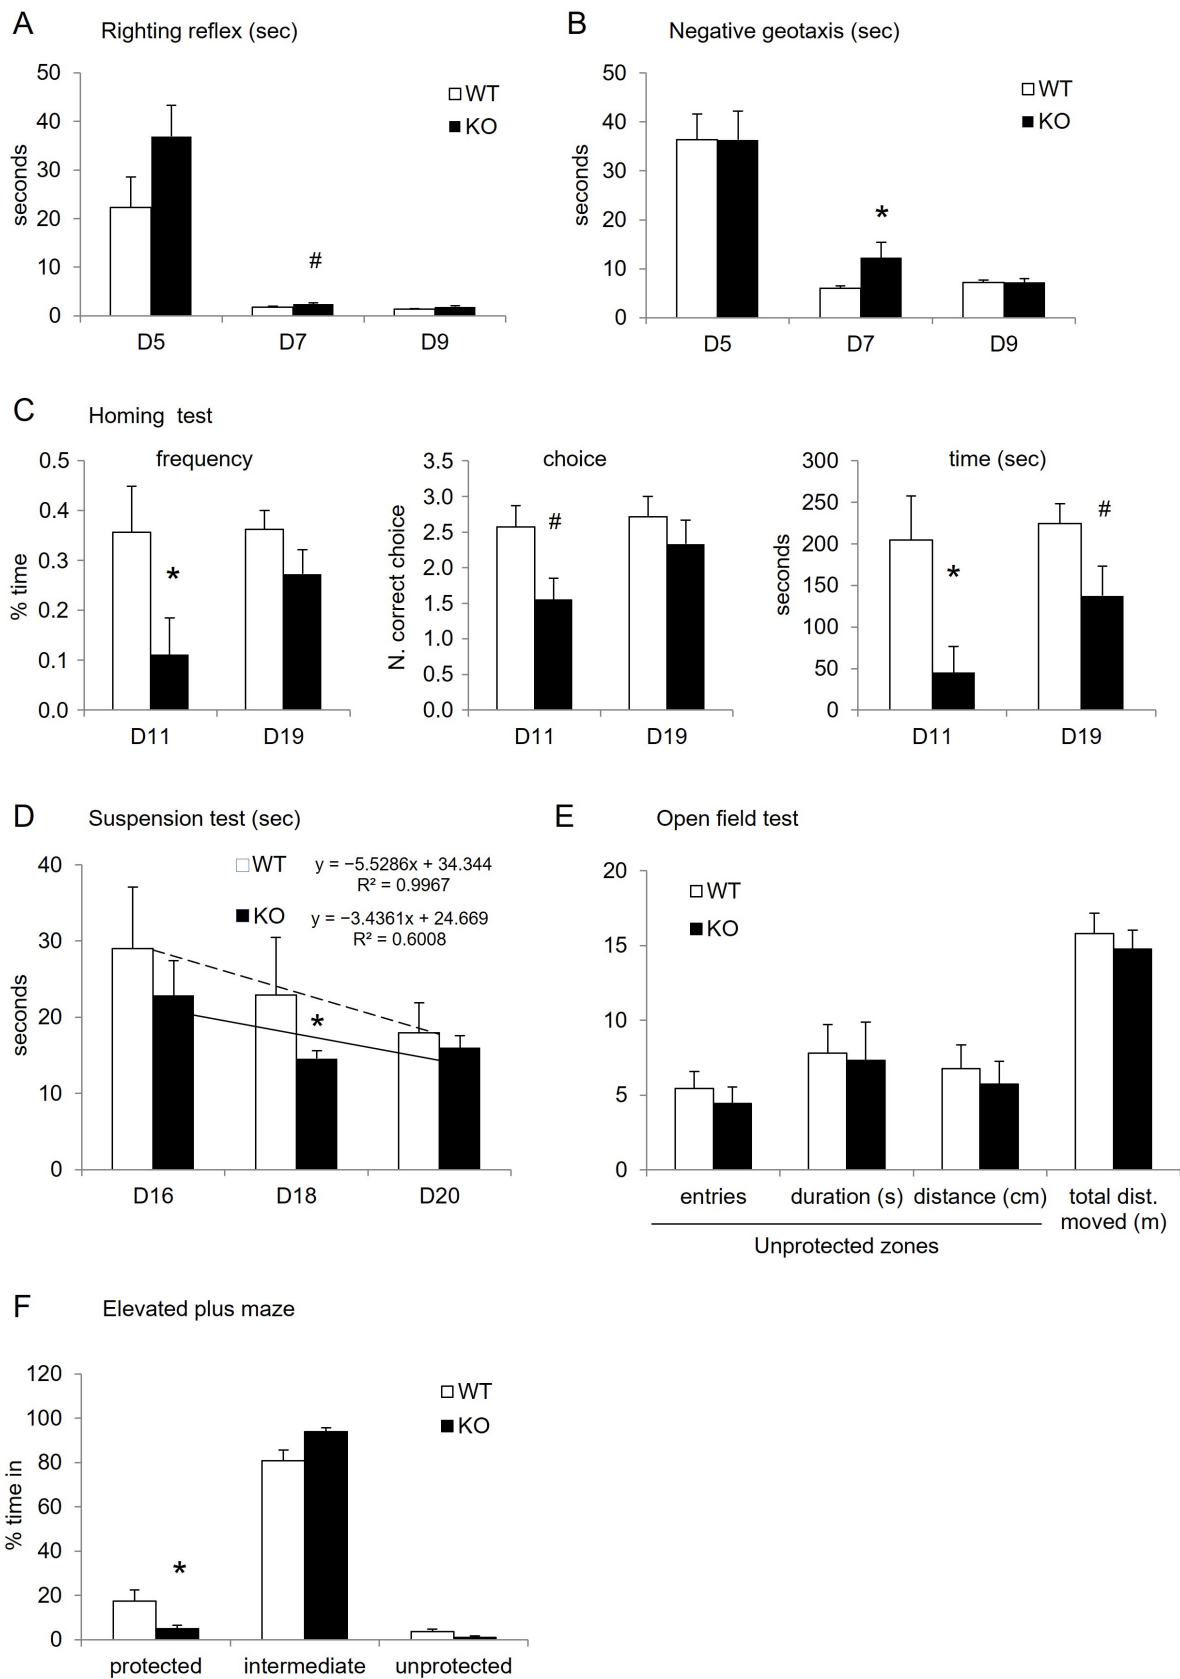 A
Righting reflex (sec)
50
40
30
20
10
0
seconds
WT
KO
#
D5
D7
D9
B
Negative geotaxis (sec)
50
40
30
20
10
0
seconds
WT
KO
*
D5
D7
D9
C
Homing test
frequency
0.5
0.4
0.3
0.2
0.1
0.0
% time
*
D11
D19
choice
3.5
3.0
2.5
2.0
1.5
1.0
0.5
0.0
N. correct choice
#
D11
D19
time (sec)
300
250
200
150
100
50
0
seconds
*
#
D11
D19
D
Suspension test (sec)
40
30
20
10
0
seconds
WT
y = −5.5286x + 34.344
R² = 0.9967
KO
y = −3.4361x + 24.669
R² = 0.6008
*
D16
D18
D20
E
Open field test
20
15
10
5
0
WT
KO
entries
duration (s)
distance (cm)
total dist.
moved (m)
Unprotected zones
F
Elevated plus maze
120
100
80
60
40
20
0
% time in
WT
KO
*
protected
intermediate
unprotected